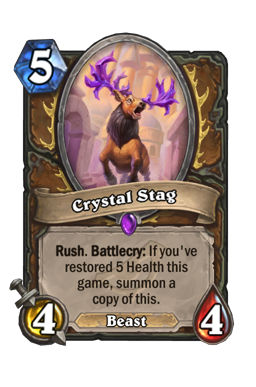 5
Crystal Stag
Rush. Battlecry: If you've
restored 5 Health this
game, summon a
copy of this.
4
Beast
4